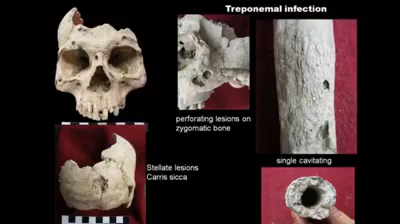 Treponemal infection
perforating lesions on
zygomatic bone
Stellate lesions
Carris sicca
single cavitating